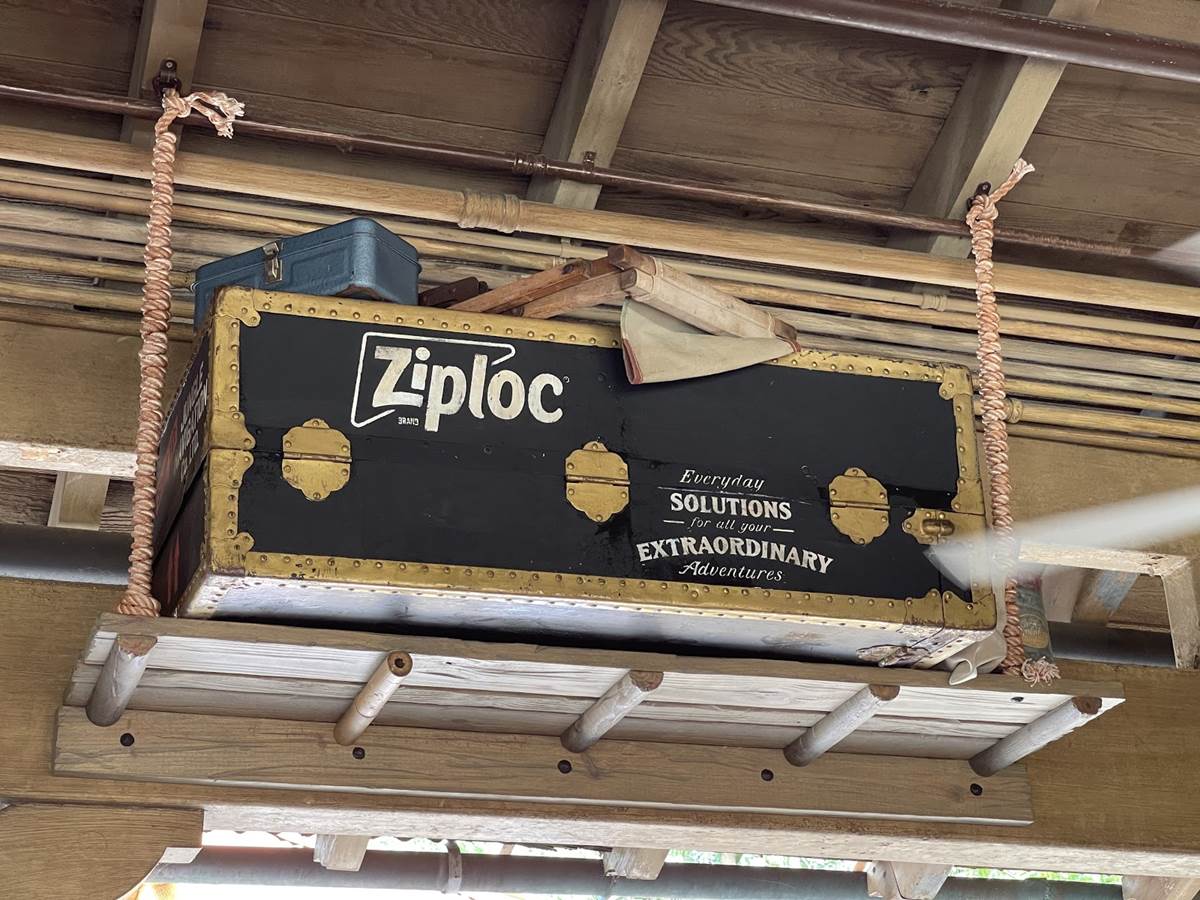 Ziploc
BRAND
Everyday
SOLUTIONS
for all your
EXTRAORDINARY
Adventures